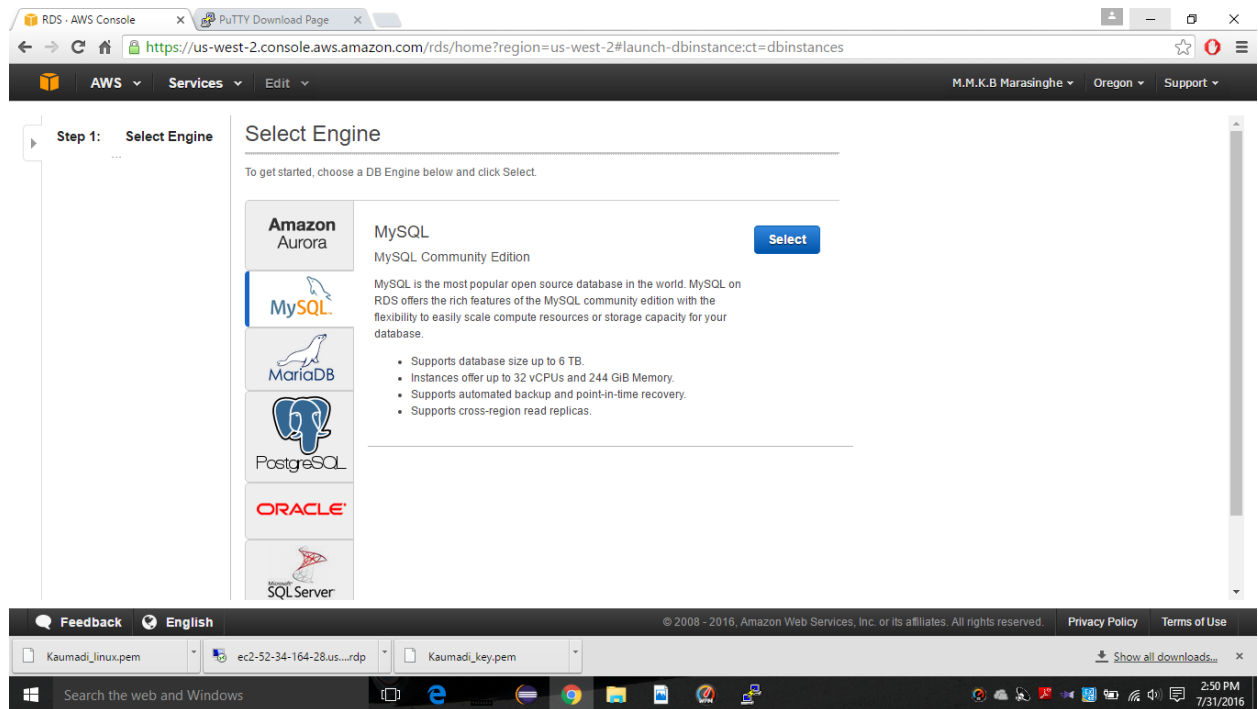 RDS · AWS Console
PuTTY Download Page
https://us-west-2.console.aws.amazon.com/rds/home?region=us-west-2#launch-dbinstance:ct=dbinstances
AWS
Services
Edit
M.M.K.B Marasinghe
Oregon
Support
Step 1: Select Engine
...
Select Engine
To get started, choose a DB Engine below and click Select.
Amazon
Aurora
MySQL
MariaDB
PostgreSQL
ORACLE
Microsoft
SQL Server
MySQL
Select
MySQL Community Edition
MySQL is the most popular open source database in the world. MySQL on
RDS offers the rich features of the MySQL community edition with the
flexibility to easily scale compute resources or storage capacity for your
database.
• Supports database size up to 6 TB.
• Instances offer up to 32 vCPUs and 244 GiB Memory.
• Supports automated backup and point-in-time recovery.
• Supports cross-region read replicas.
Feedback
English
© 2008 - 2016, Amazon Web Services, Inc. or its affiliates. All rights reserved.
Privacy Policy
Terms of Use
Kaumadi_linux.pem
ec2-52-34-164-28.us....rdp
Kaumadi_key.pem
Show all downloads...
Search the web and Windows
2:50 PM
7/31/2016